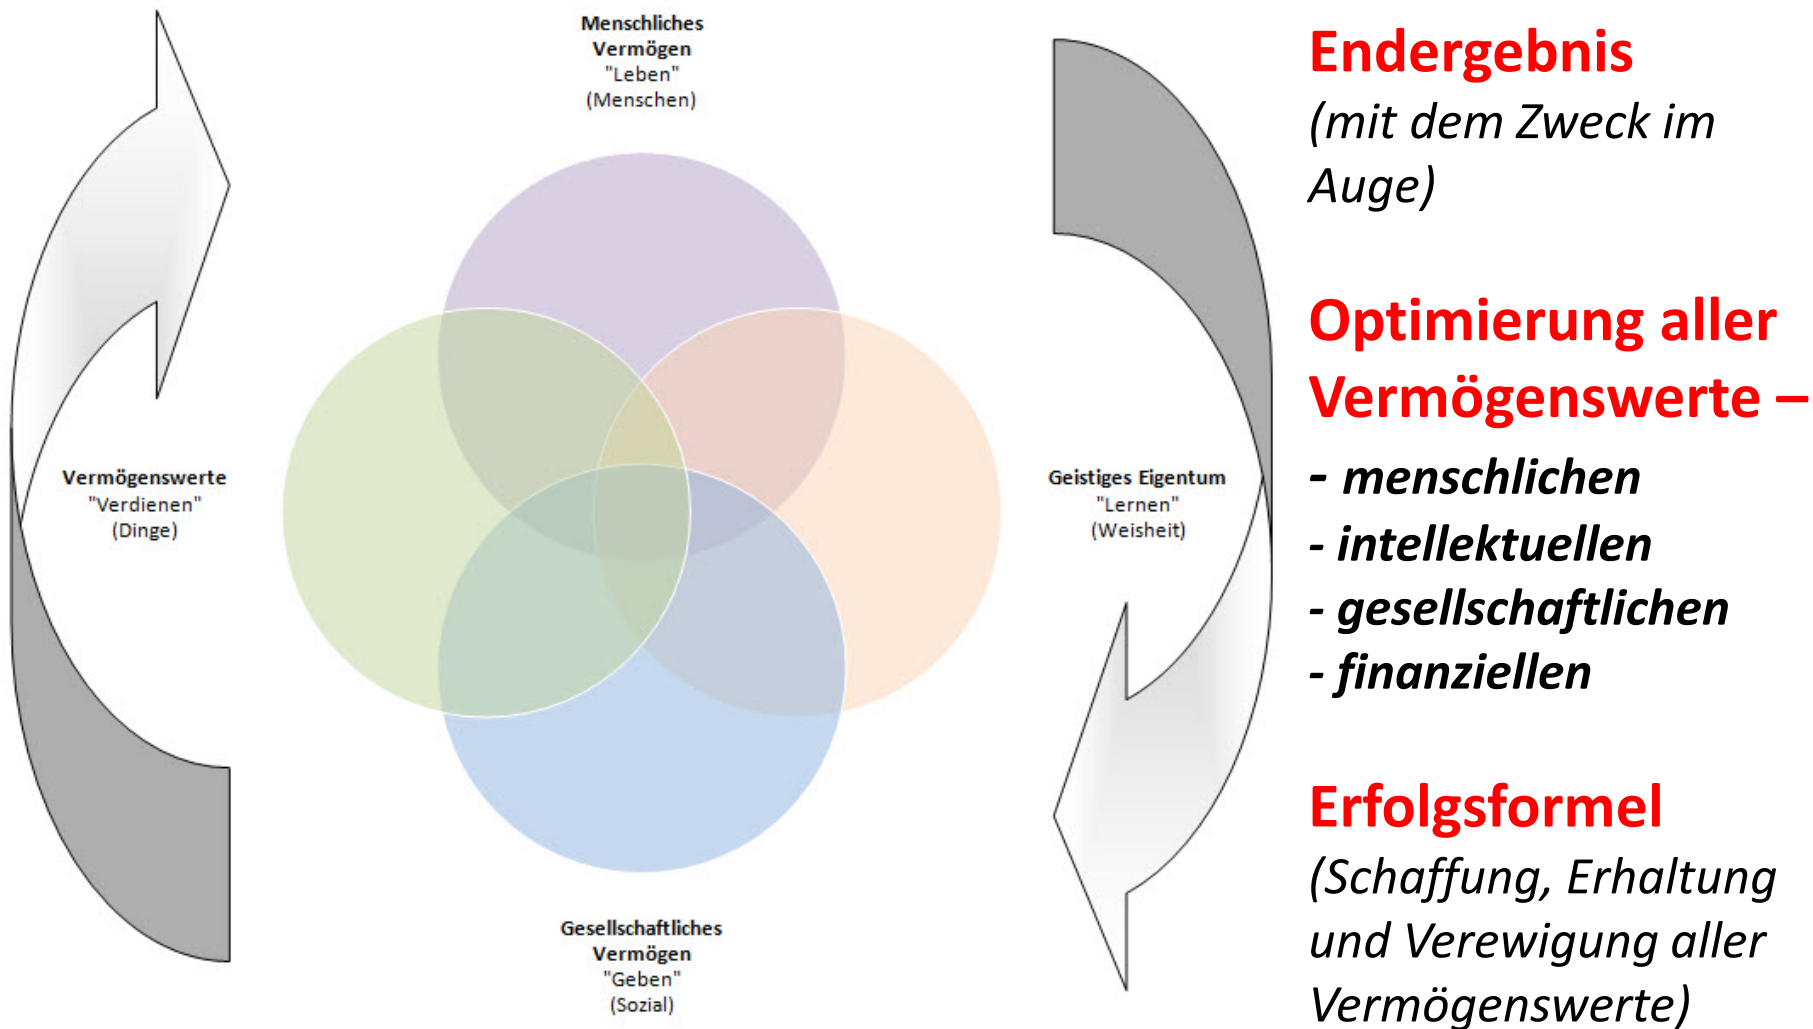 Menschliches
Vermögen
"Leben"
(Menschen)
Vermögenswerte
"Verdienen"
(Dinge)
Geistiges Eigentum
"Lernen"
(Weisheit)
Gesellschaftliches
Vermögen
"Geben"
(Sozial)
Endergebnis
(mit dem Zweck im
Auge)
Optimierung aller
Vermögenswerte –
- menschlichen
- intellektuellen
- gesellschaftlichen
- finanziellen
Erfolgsformel
(Schaffung, Erhaltung
und Verewigung aller
Vermögenswerte)